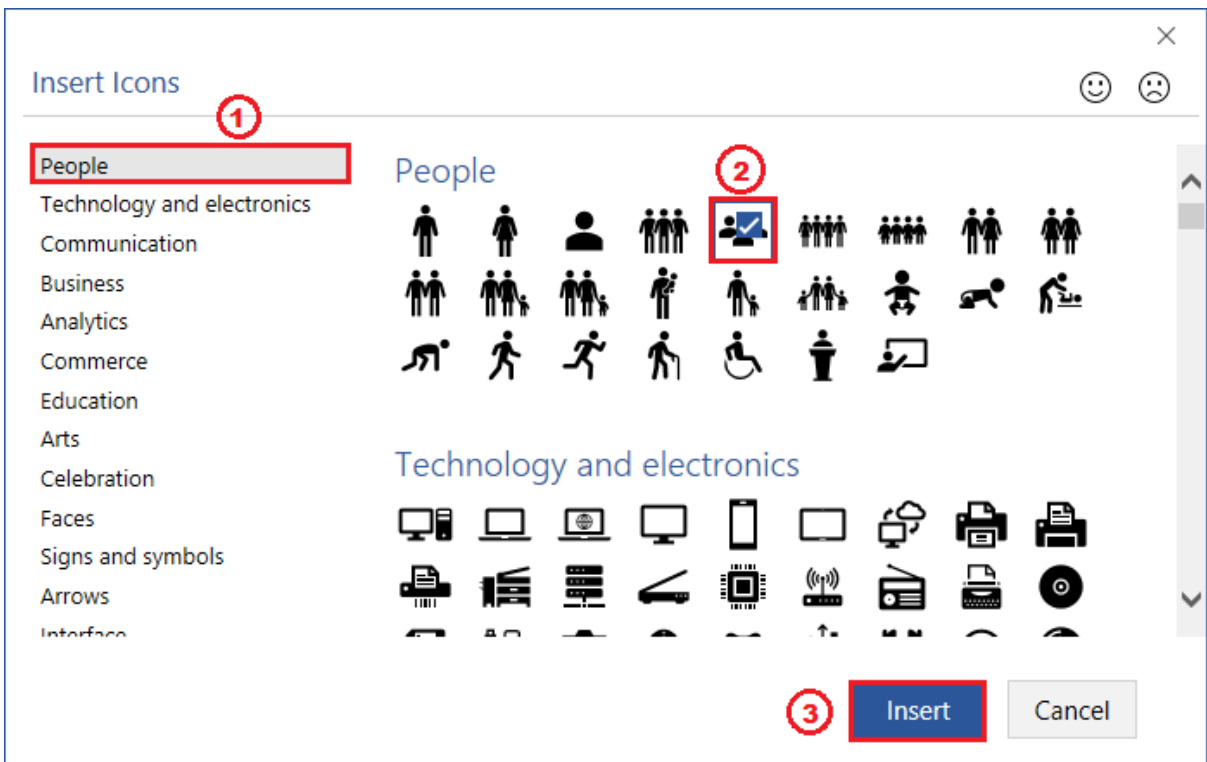 Insert Icons
1
People
Technology and electronics
Communication
Business
Analytics
Commerce
Education
Arts
Celebration
Faces
Signs and symbols
Arrows
Interface
People
2
Technology and electronics
3
Insert
Cancel